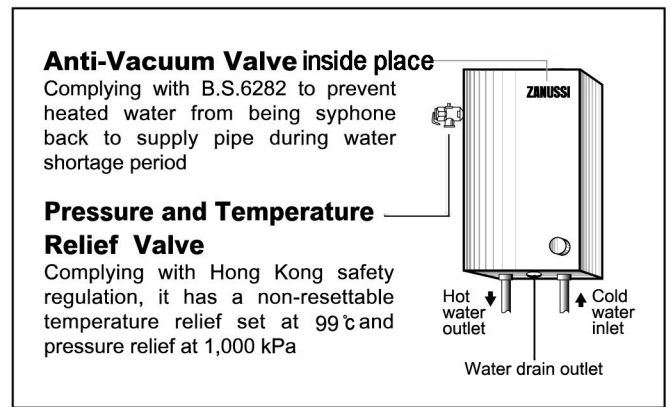 Anti-Vacuum Valve inside place
Complying with B.S.6282 to prevent
heated water from being syphone
back to supply pipe during water
shortage period
Pressure and Temperature
Relief Valve
Complying with Hong Kong safety
regulation, it has a non-resettable
temperature relief set at 99℃ and
pressure relief at 1,000 kPa
ZANUSSI
Hot
water
outlet
Cold
water
inlet
Water drain outlet